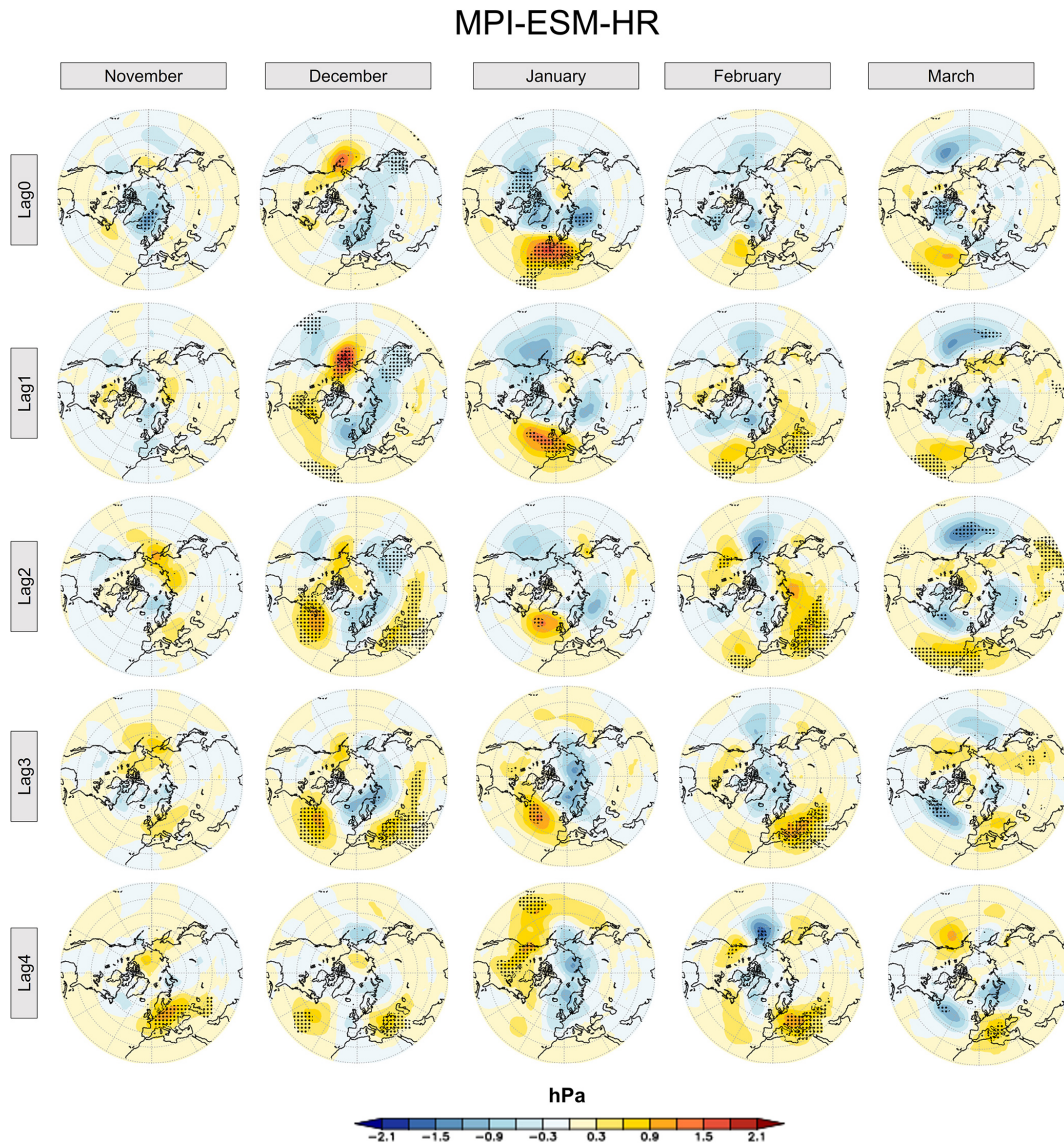 MPI-ESM-HR
November December January February March
Lag0
Lag1
Lag2
Lag3
Lag4
hPa
−2.1 −1.5 −0.9 −0.3 0.3 0.9 1.5 2.1